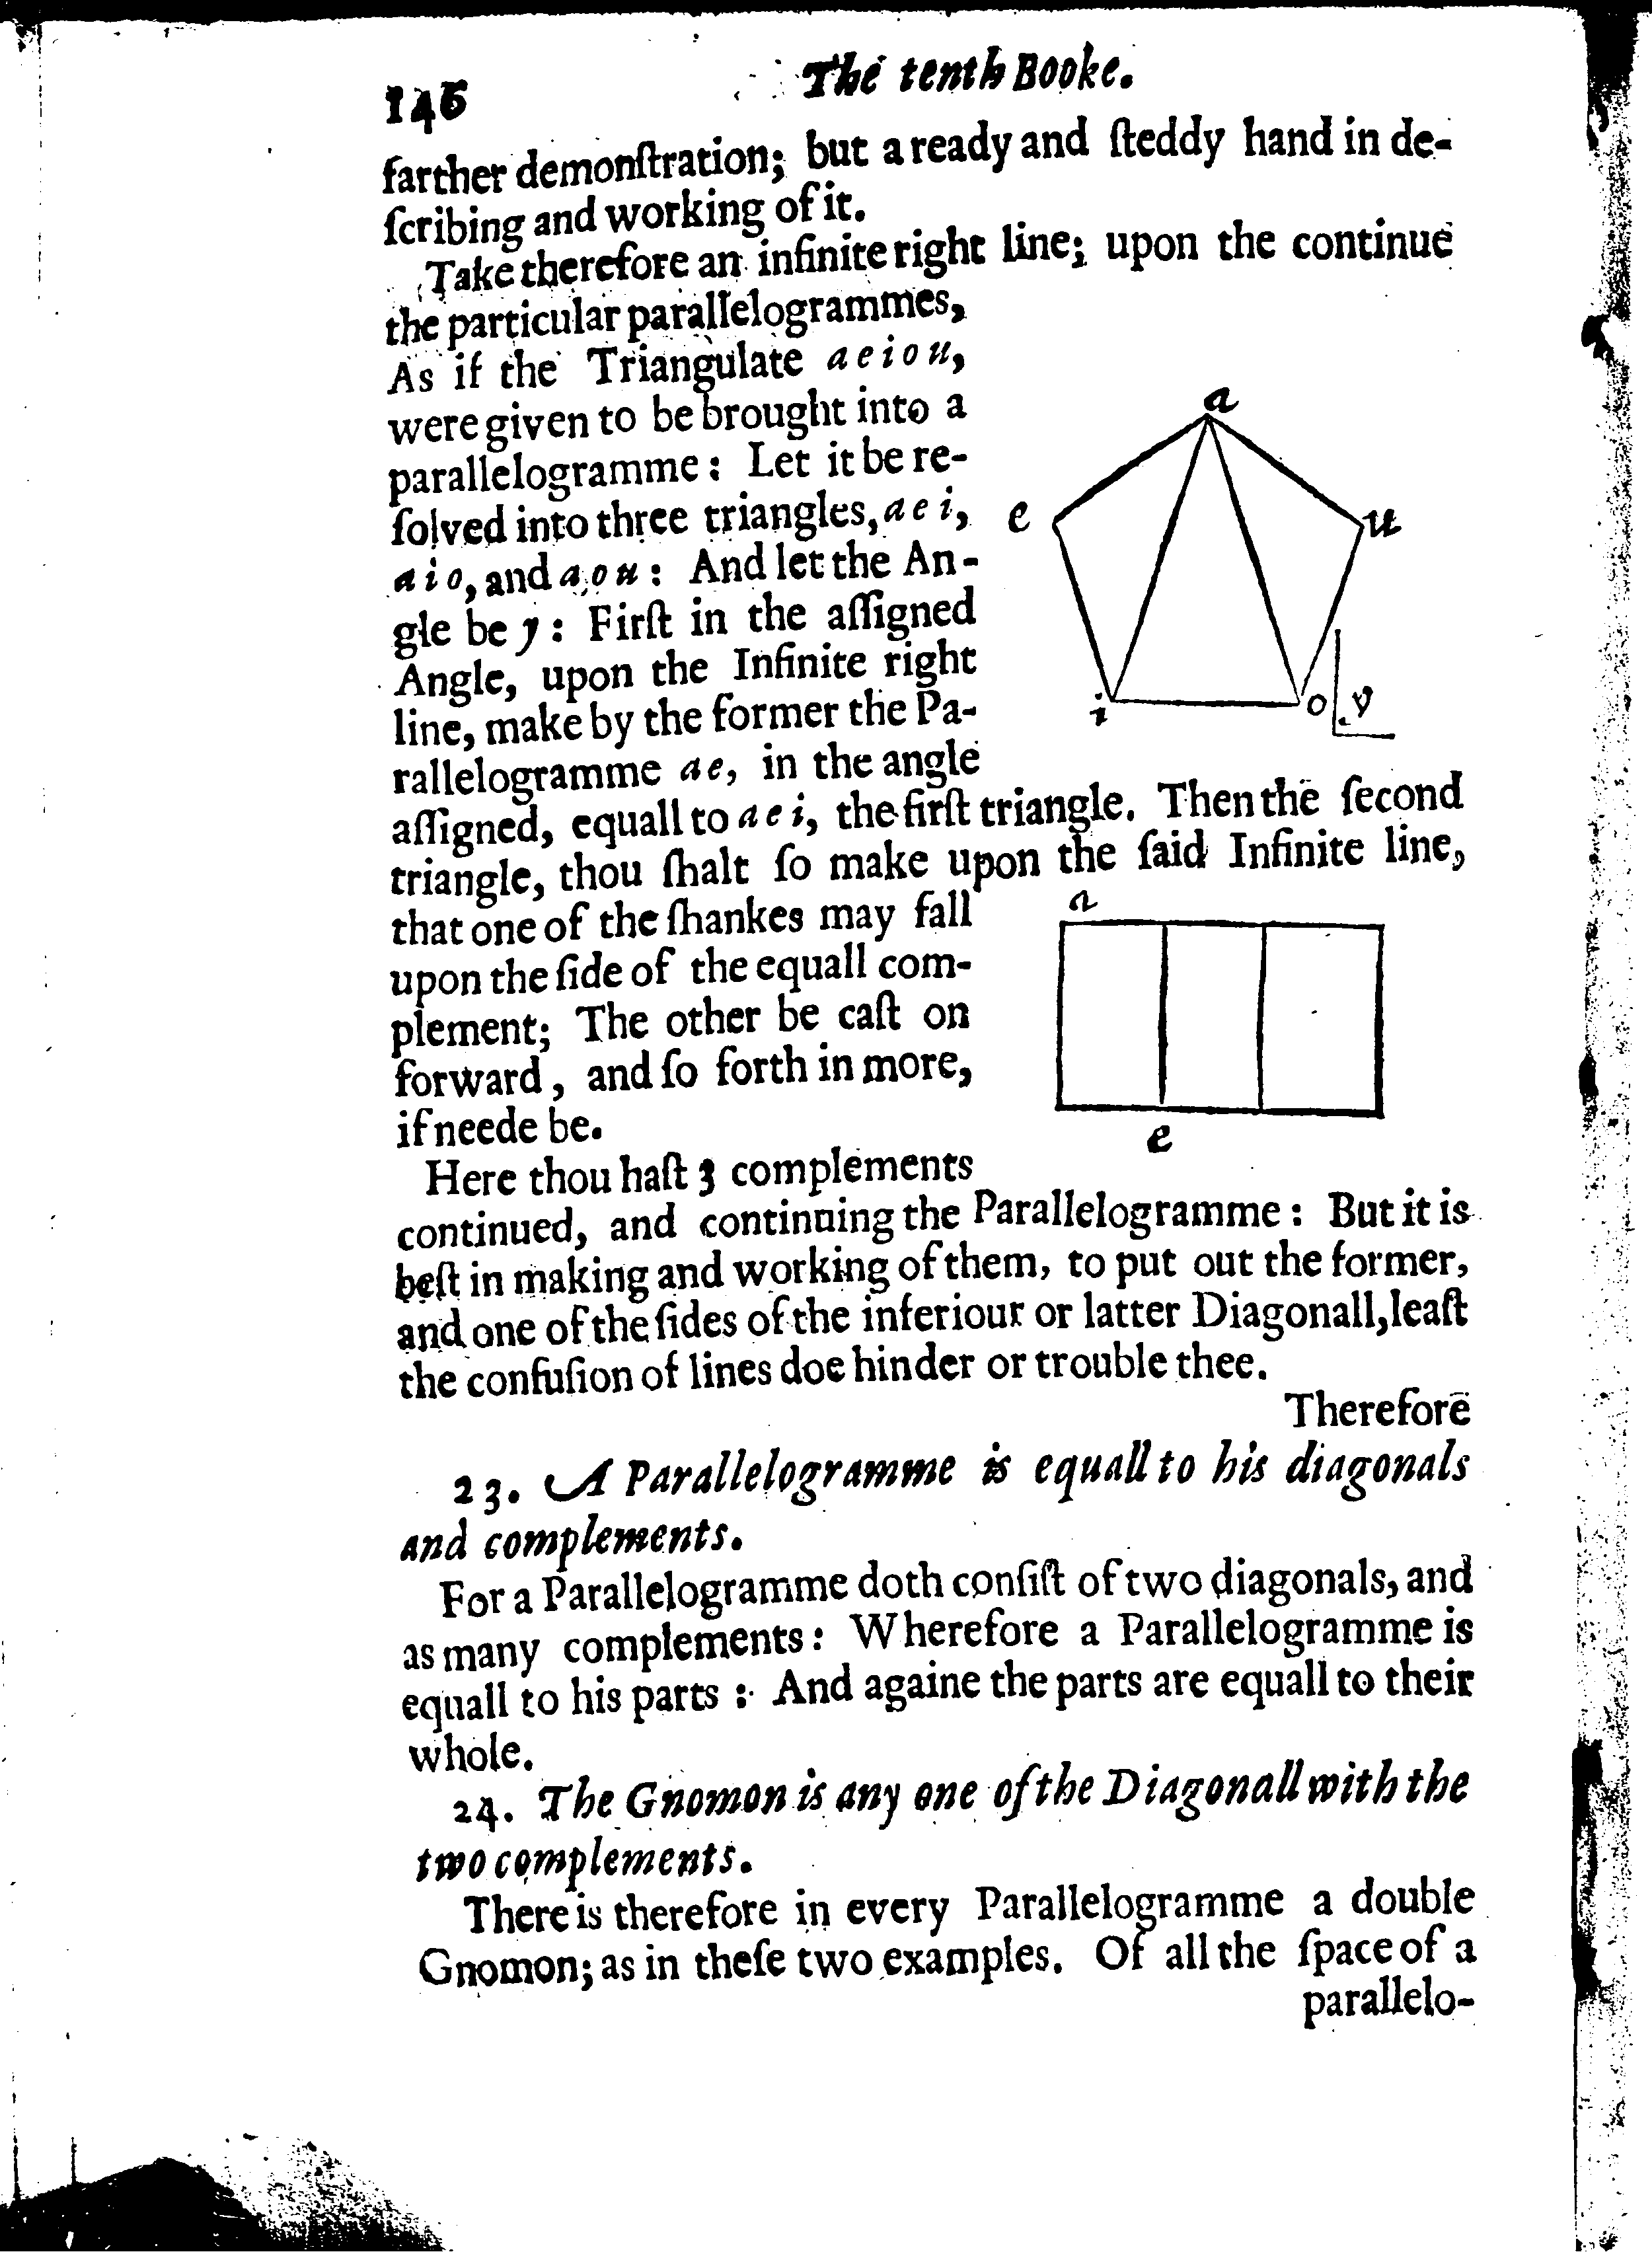 146 The tenth Booke.
farther demonſtration; but a ready and ſteddy hand in de-
ſcribing and working of it.
Take therefore an infinite right line; upon the continue
the particular parallelogrammes,
As if the Triangulate a e i o u,
were given to be brought into a
parallelogramme: Let it be re-
ſolved into three triangles, a e i,
a i o, and a o u: And let the An-
gle be y: Firſt in the aſſigned
Angle, upon the Infinite right
line, make by the former the Pa-
rallelogramme ae, in the angle
aſſigned, equall to a e i, the firſt triangle. Then the ſecond
triangle, thou ſhalt ſo make upon the ſaid Infinite line,
that one of the ſhankes may fall
upon the ſide of the equall com-
plement; The other be caſt on
forward, and ſo forth in more,
if neede be.
a
e
u
i
o
y
a
e
Here thou haſt 3 complements
continued, and continuing the Parallelogramme: But it is
beſt in making and working of them, to put out the former,
and one of the ſides of the inferiour or latter Diagonall, leaſt
the confuſion of lines doe hinder or trouble thee.
Therefore
23. A Parallelogramme is equall to his diagonals
and complements.
For a Parallelogramme doth conſiſt of two diagonals, and
as many complements: Wherefore a Parallelogramme is
equall to his parts: And againe the parts are equall to their
whole.
24. The Gnomon is any one of the Diagonall with the
two complements.
There is therefore in every Parallelogramme a double
Gnomon; as in theſe two examples. Of all the ſpace of a
parallelo-